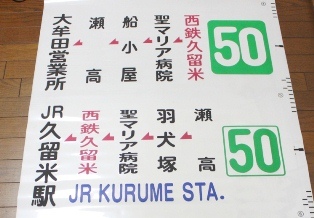 50
西鉄久留米
聖マリア病院
船小屋
瀬高
大牟田営業所
50
瀬高
羽犬塚
聖マリア病院
西鉄久留米
JR久留米駅
JR KURUME STA.